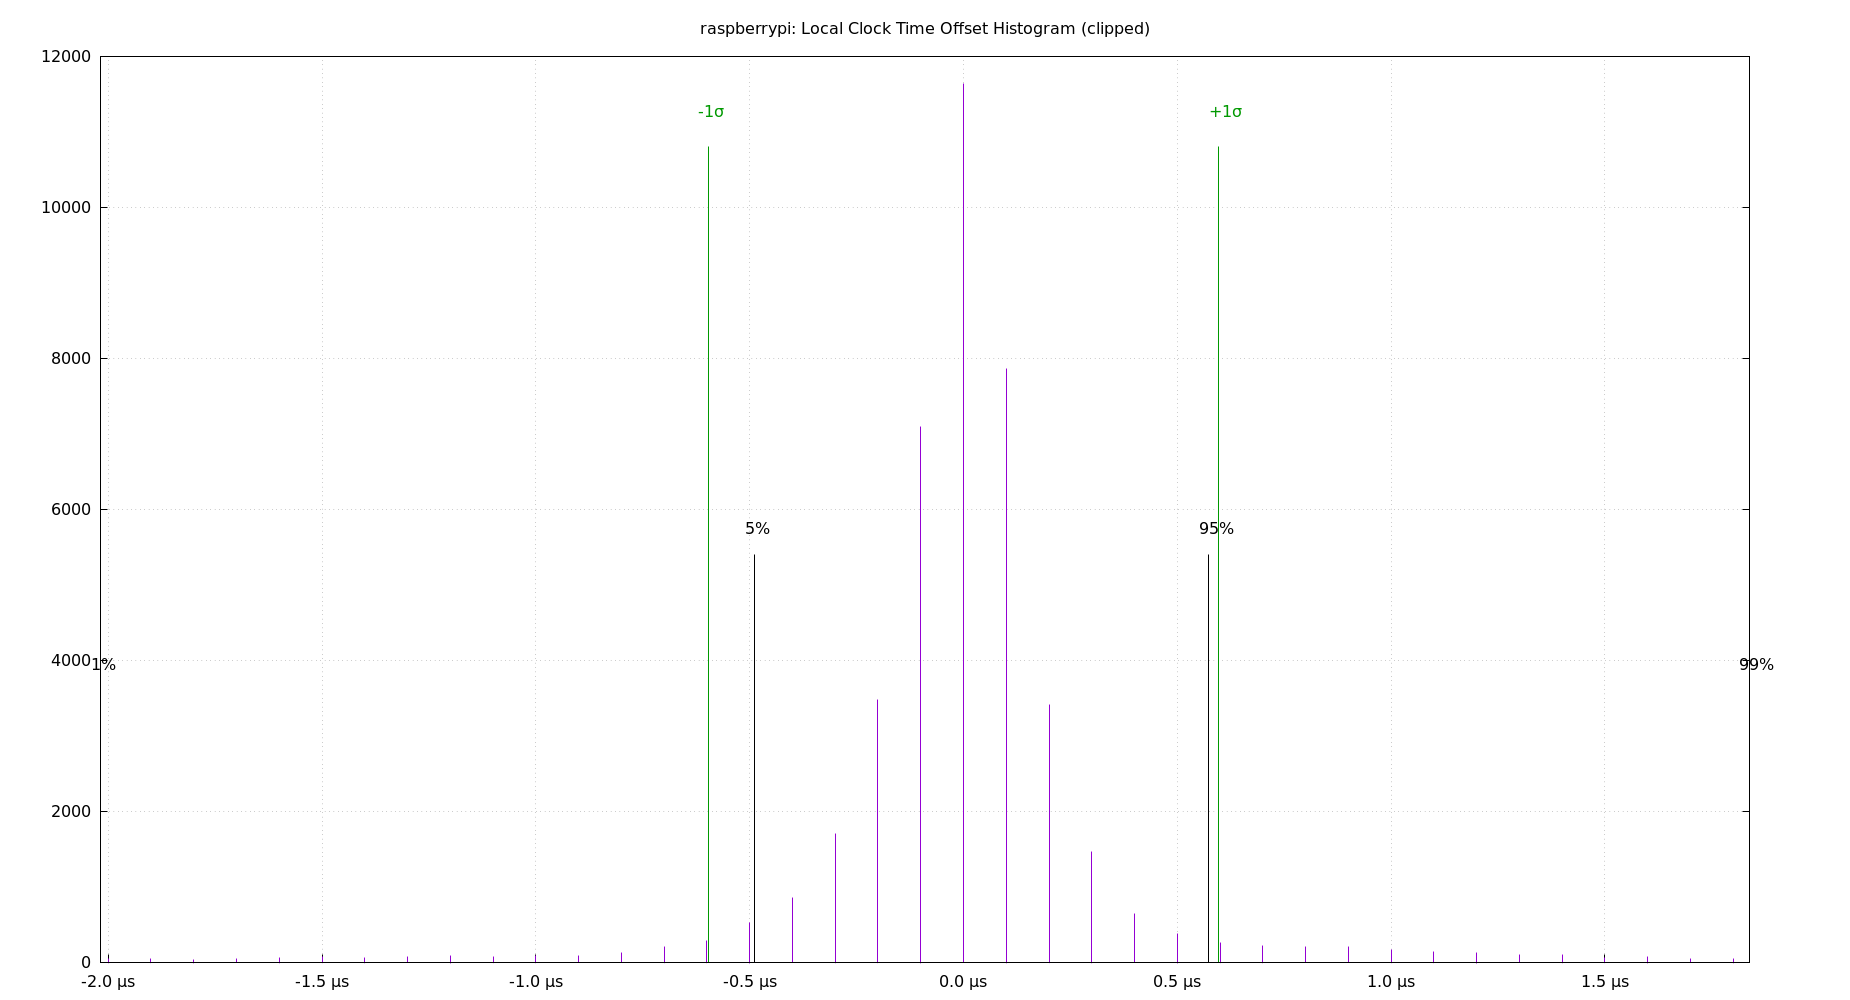 raspberrypi: Local Clock Time Offset Histogram (clipped)
12000
-1σ
+1σ
10000
8000
6000
5%
95%
4000
1%
99%
2000
0
-2.0 µs
-1.5 µs
-1.0 µs
-0.5 µs
0.0 µs
0.5 µs
1.0 µs
1.5 µs